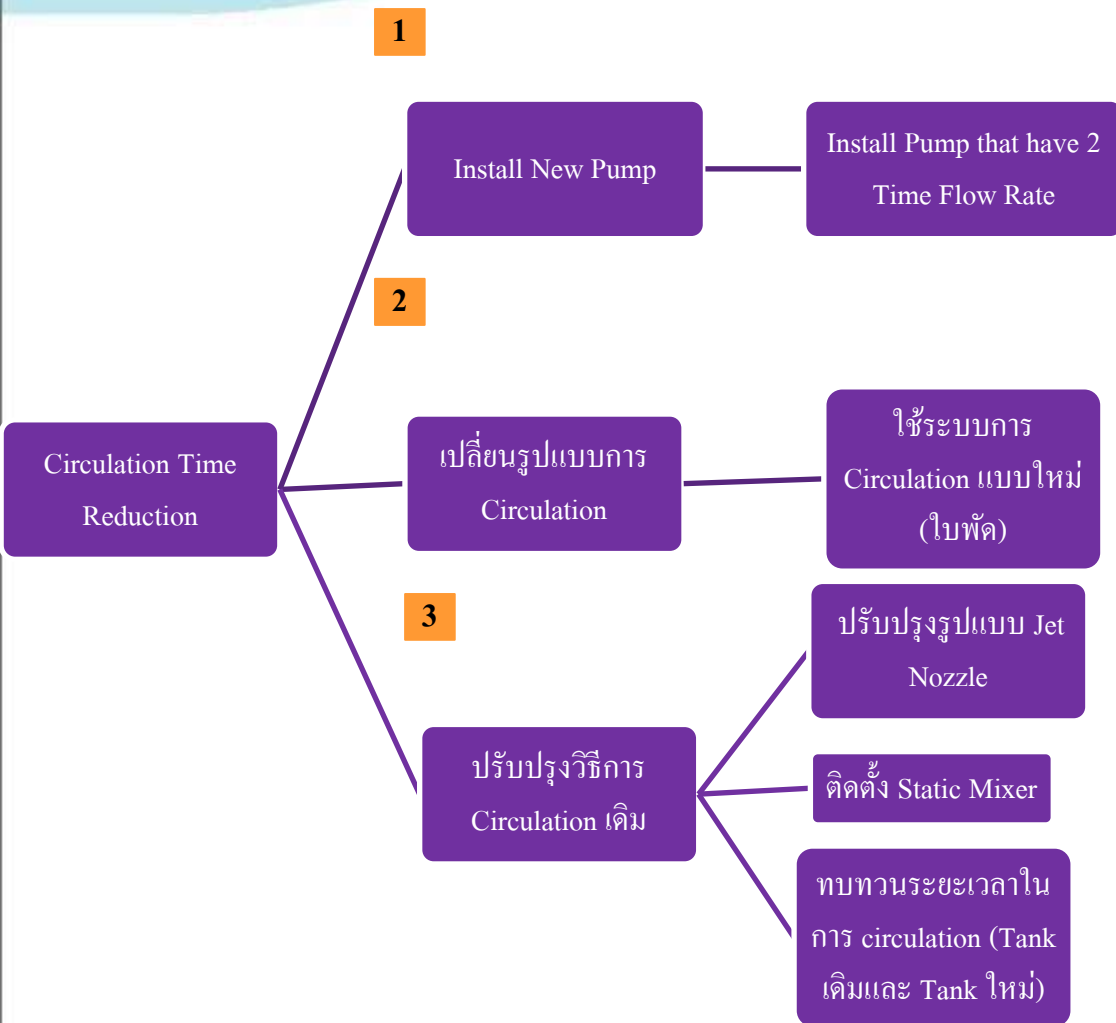 1
Install New Pump
Install Pump that have 2
Time Flow Rate
2
Circulation Time
Reduction
เปลี่ยนรูปแบบการ
Circulation
ใช้ระบบการ
Circulation แบบใหม่
(ใบพัด)
3
ปรับปรุงวิธีการ
Circulation เดิม
ปรับปรุงรูปแบบ Jet
Nozzle
ติดตั้ง Static Mixer
ทบทวนระยะเวลาใน
การ circulation (Tank
เดิมและ Tank ใหม่)